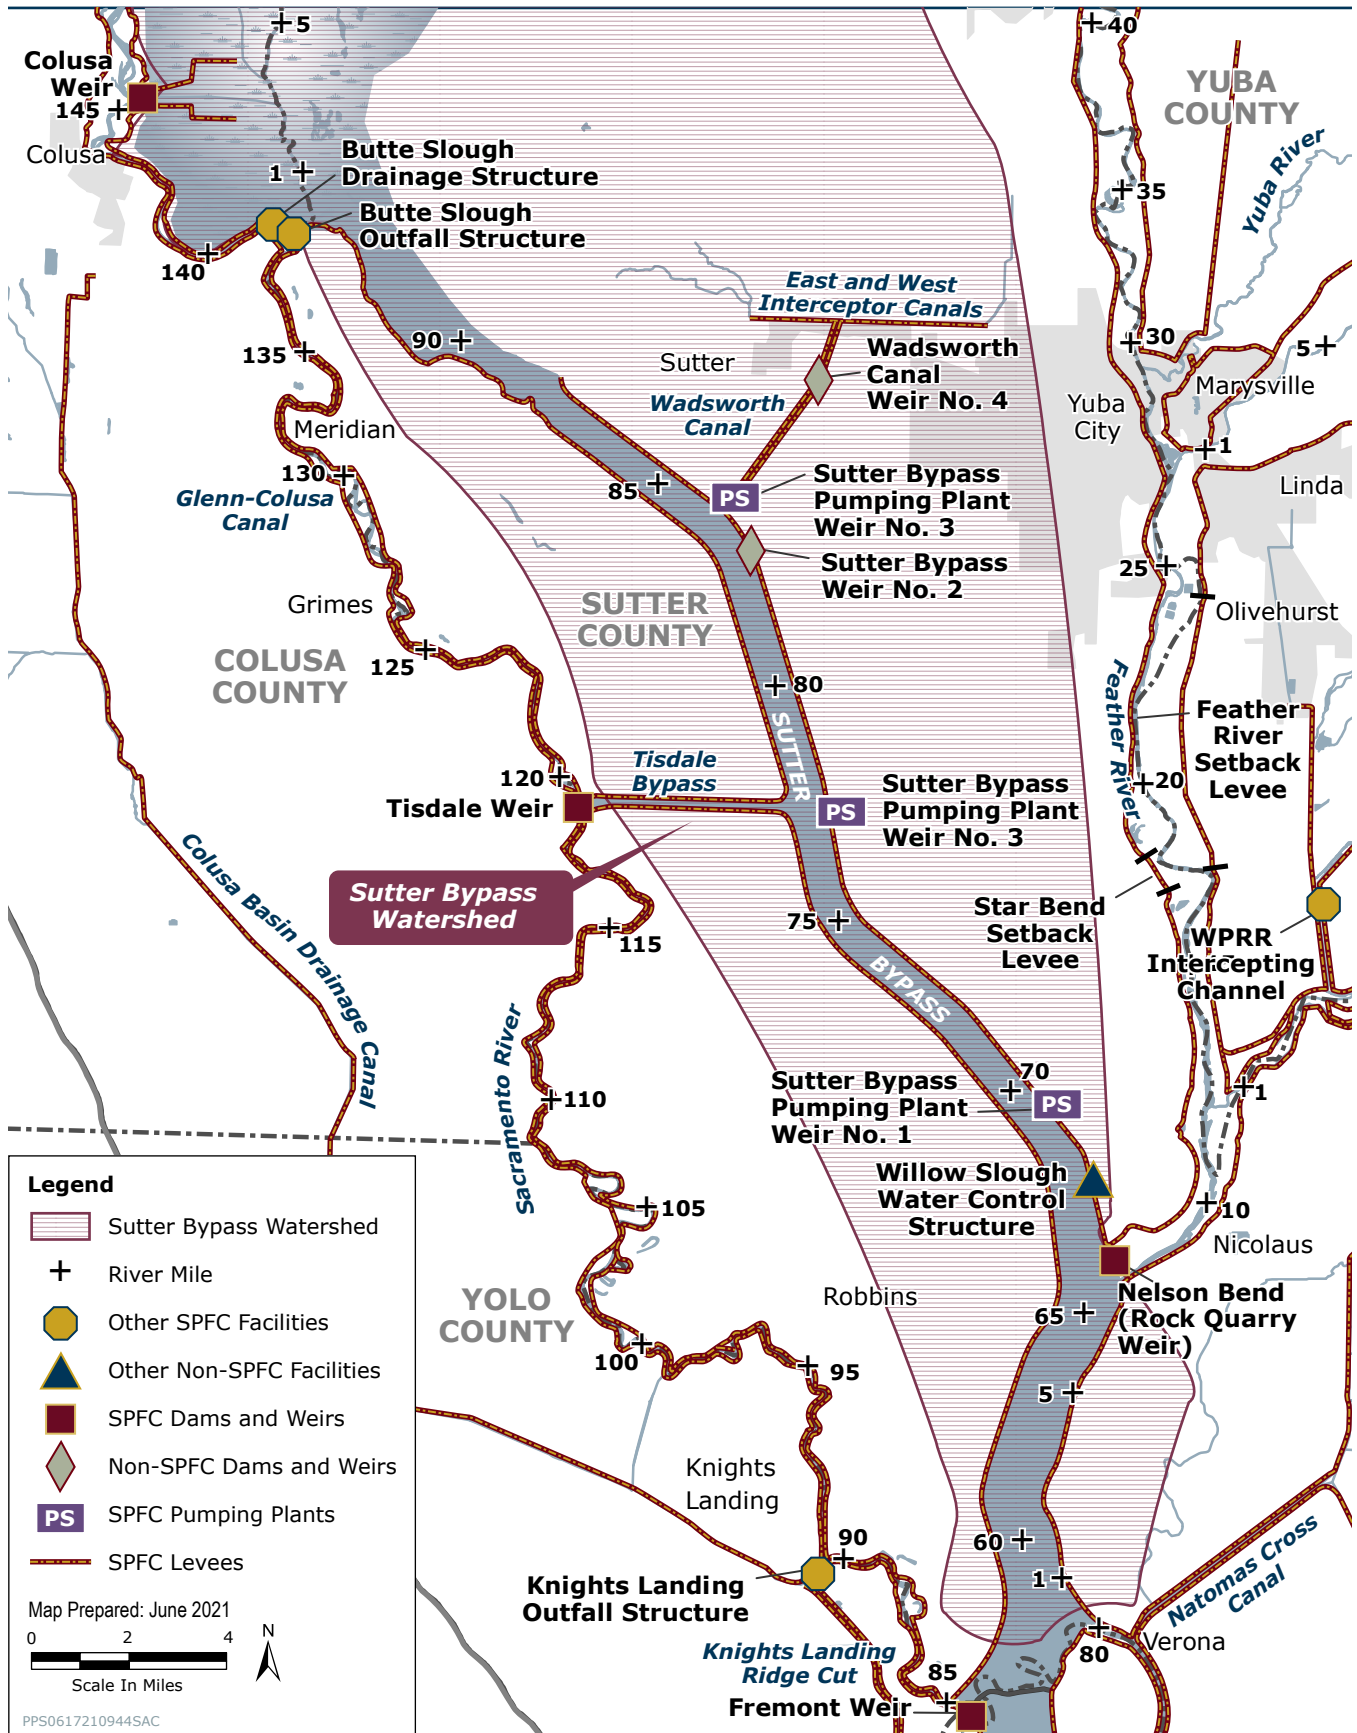 5
40
Colusa
Weir
145
YUBA
COUNTY
Yuba River
Colusa
Butte Slough
Drainage Structure
1
35
Butte Slough
Outfall Structure
140
East and West
Interceptor Canals
90
135
30
5
Sutter
Wadsworth
Canal
Weir No. 4
Marysville
Wadsworth
Canal
Yuba
City
Meridian
1
130
Glenn-Colusa
Canal
85
PS
Sutter Bypass
Pumping Plant
Weir No. 3
Linda
Sutter Bypass
Weir No. 2
25
Grimes
SUTTER
COUNTY
Olivehurst
125
COLUSA
COUNTY
80
SUTTER
Feather River
Feather
River
Setback
Levee
Tisdale
Bypass
120
Tisdale Weir
20
PS
Sutter Bypass
Pumping Plant
Weir No. 3
Colusa Basin Drainage Canal
Sutter Bypass
Watershed
75
115
Star Bend
Setback
Levee
WPRR
Intercepting
Channel
BYPASS
Sacramento River
110
70
Sutter Bypass
Pumping Plant
Weir No. 1
PS
1
Willow Slough
Water Control
Structure
105
10
Nicolaus
Robbins
Nelson Bend
(Rock Quarry
Weir)
65
YOLO
COUNTY
100
95
5
Knights
Landing
60
90
1
Knights Landing
Outfall Structure
Natomas Cross
Canal
Verona
80
Knights Landing
Ridge Cut
85
Fremont Weir
Legend
Sutter Bypass Watershed
River Mile
Other SPFC Facilities
Other Non-SPFC Facilities
SPFC Dams and Weirs
Non-SPFC Dams and Weirs
PS SPFC Pumping Plants
SPFC Levees
Map Prepared: June 2021
0 2 4
N
Scale In Miles
PPS0617210944SAC